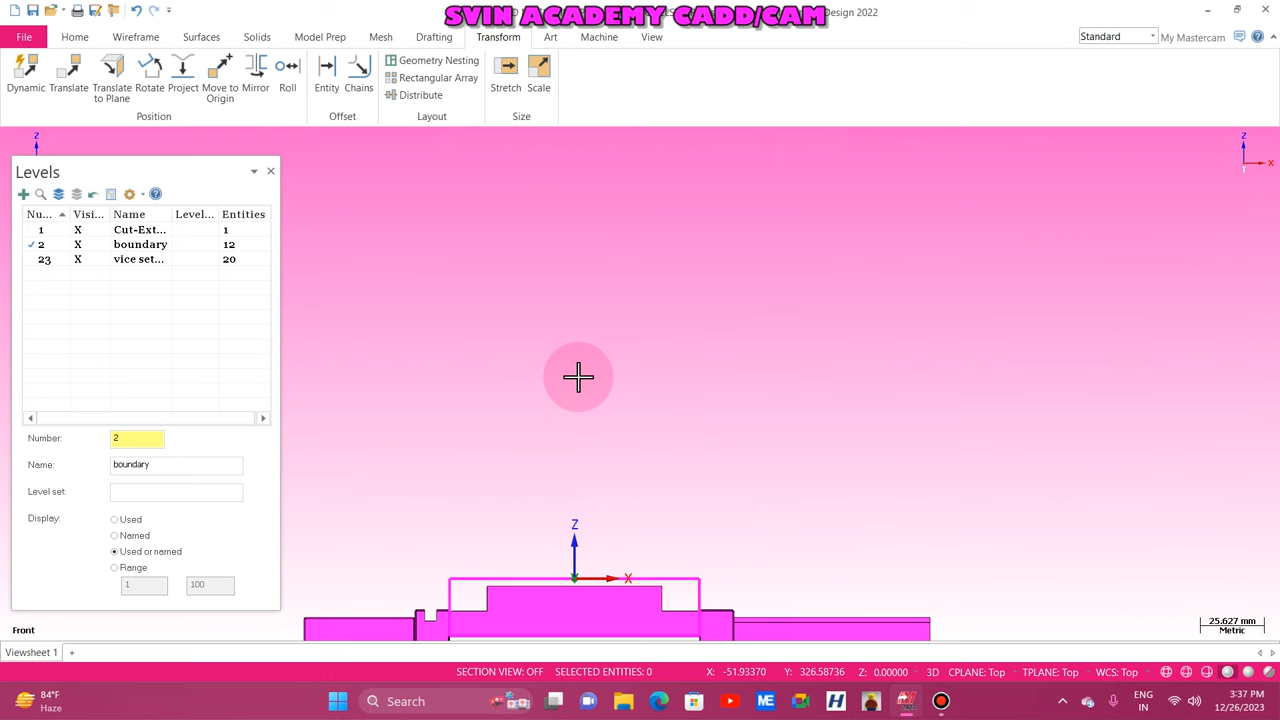 SVIN ACADEMY CADD/CAM
Design 2022
File Home Wireframe Surfaces Solids Model Prep Mesh Drafting Transform Art Machine View Standard My Mastercam
Dynamic Translate Translate to Plane Rotate Project Move to Origin Mirror Roll
Position
Entity Chains
Offset
Geometry Nesting
Rectangular Array
Distribute
Layout
Stretch Scale
Size
Z
X
Levels
Nu... Visi... Name Level... Entities
1 X Cut-Ext... 1
2 X boundary 12
23 X vice set... 20
Number: 2
Name: boundary
Level set:
Display: Used
Named
Used or named
Range
1 100
Z
X
Front
25.627 mm
Metric
Viewsheet 1 +
SECTION VIEW: OFF SELECTED ENTITIES: 0 X: -51.93370 Y: 326.58736 Z: 0.00000 3D CPLANE: Top TPLANE: Top WCS: Top
84°F
Haze
Search
ME
H
ENG
IN
3:37 PM
12/26/2023